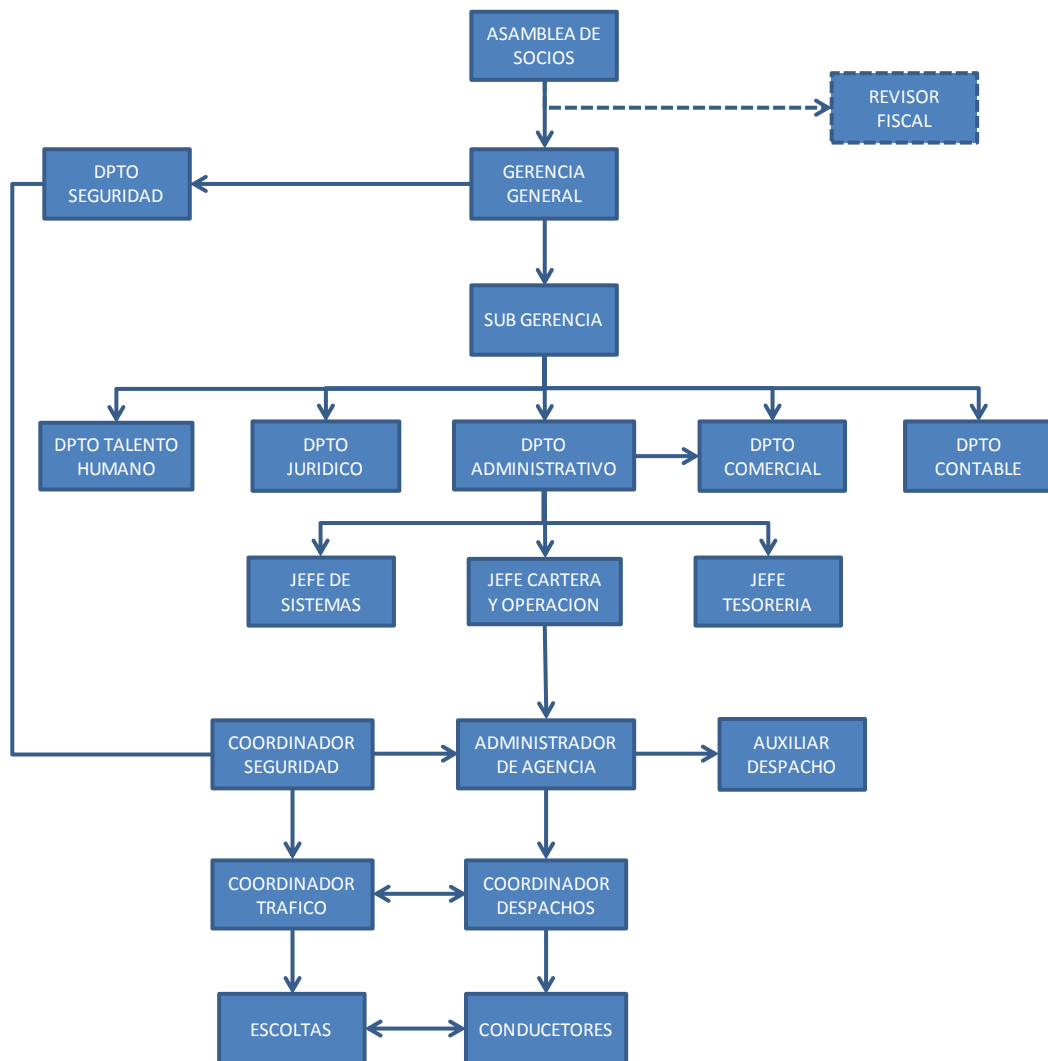 ASAMBLEA DE
SOCIOS
REVISOR
FISCAL
DPTO
SEGURIDAD
GERENCIA
GENERAL
SUB GERENCIA
DPTO TALENTO
HUMANO
DPTO
JURIDICO
DPTO
ADMINISTRATIVO
DPTO
COMERCIAL
DPTO
CONTABLE
JEFE DE
SISTEMAS
JEFE CARTERA
Y OPERACION
JEFE
TESORERIA
COORDINADOR
SEGURIDAD
ADMINISTRADOR
DE AGENCIA
AUXILIAR
DESPACHO
COORDINADOR
TRAFICO
COORDINADOR
DESPACHOS
ESCOLTAS
CONDUCETORES